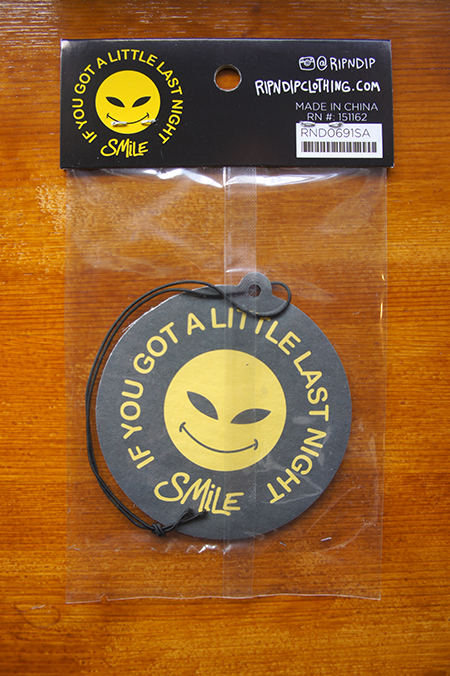 IF YOU GOT A LITTLE LAST NIGHT
SMiLE
@RIPNDIP
RIPNDIPCLOTHING.COM
MADE IN CHINA
RN #: 151162
RND0691SA
IF YOU GOT A LITTLE LAST NIGHT
SMiLE